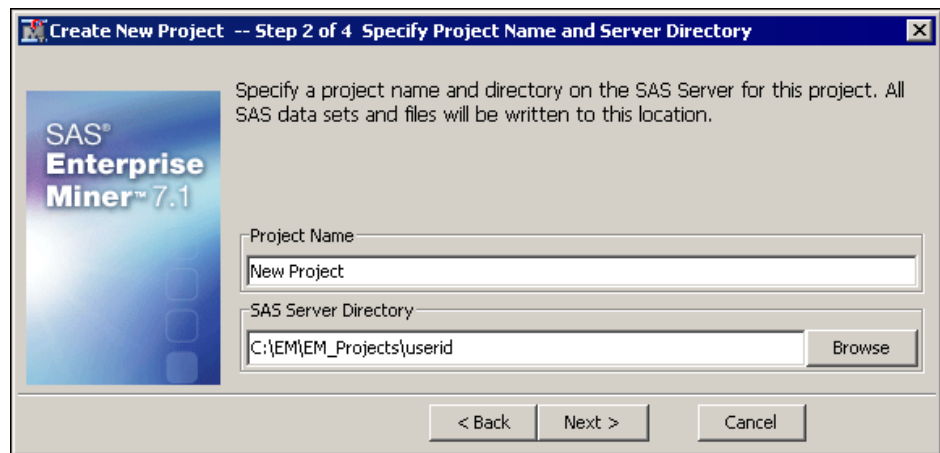 Create New Project -- Step 2 of 4 Specify Project Name and Server Directory
Specify a project name and directory on the SAS Server for this project. All
SAS data sets and files will be written to this location.
SAS®
Enterprise
Miner™ 7.1
Project Name
New Project
SAS Server Directory
C:\EM\EM_Projects\userid
Browse
< Back
Next >
Cancel